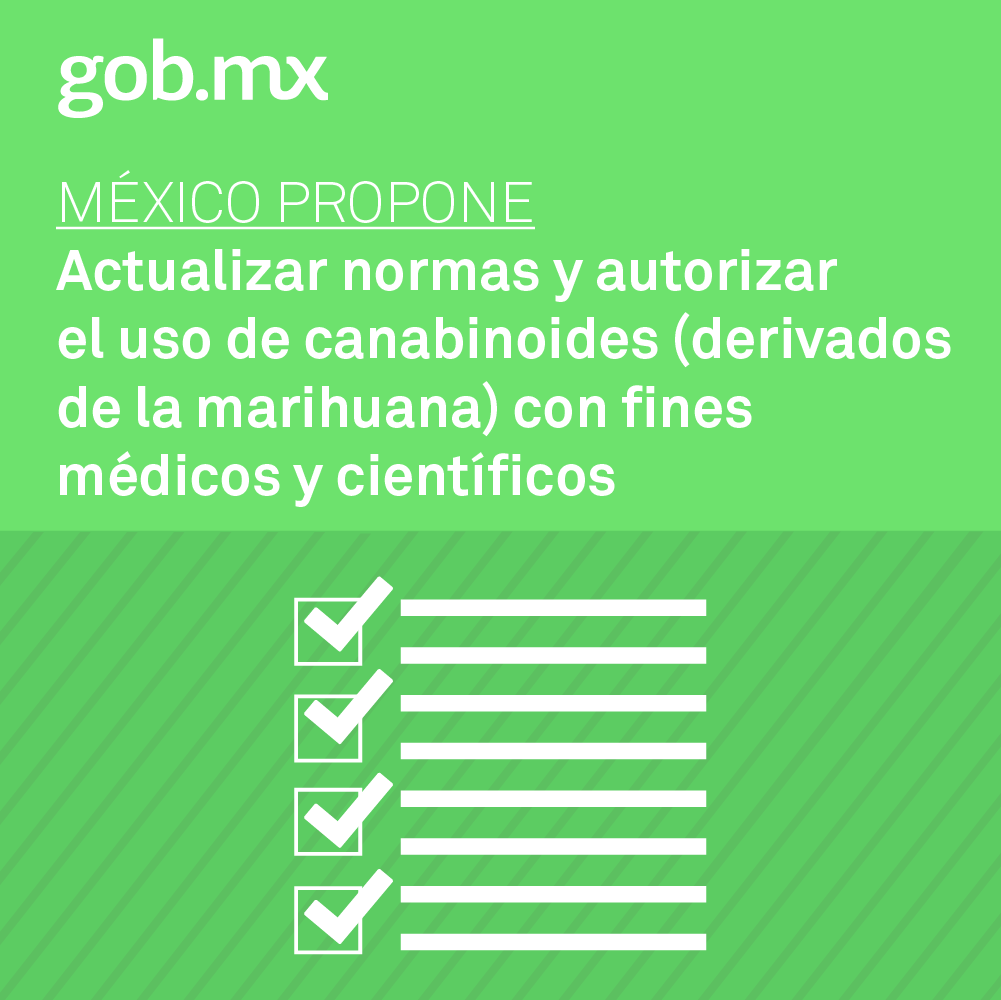 gob.mx
MÉXICO PROPONE
Actualizar normas y autorizar
el uso de canabinoides (derivados
de la marihuana) con fines
médicos y científicos